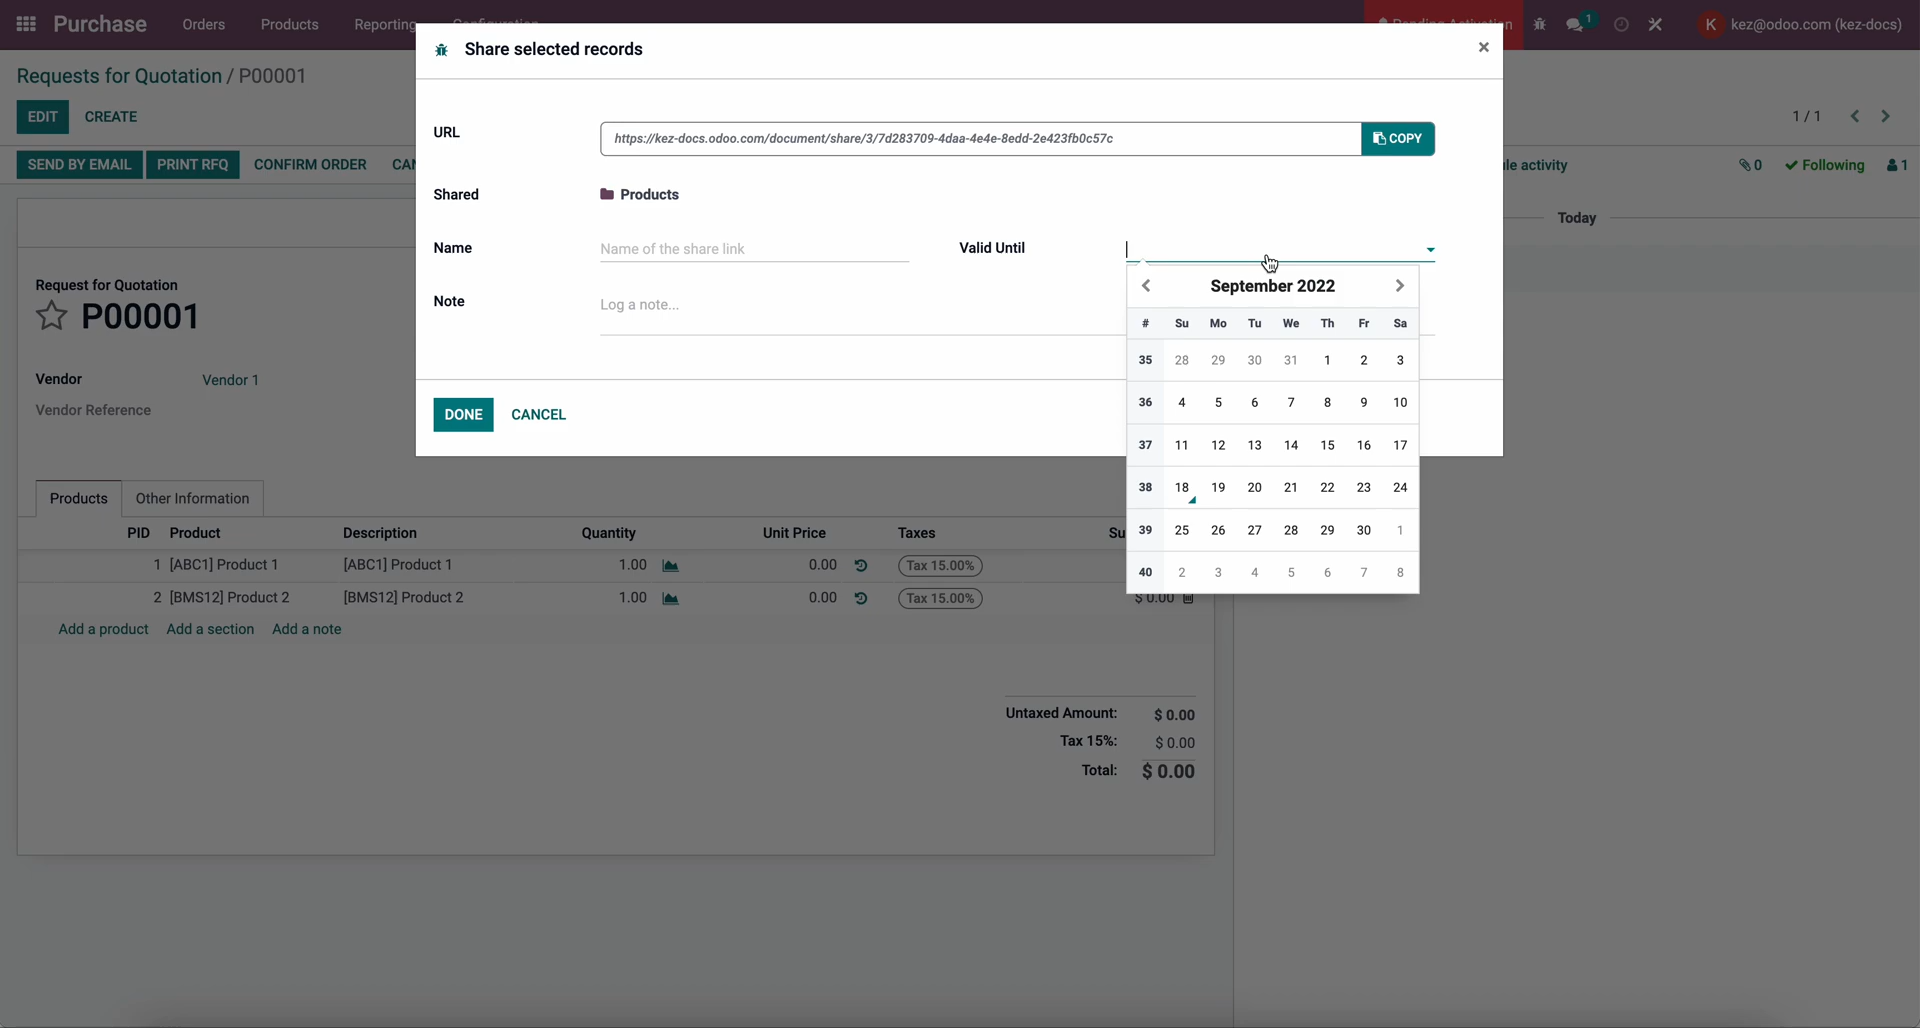 Purchase Orders Products Reporting Configuration
Pending Activation 1 K kez@odoo.com (kez-docs)
Requests for Quotation / P00001
EDIT CREATE
1 / 1
SEND BY EMAIL PRINT RFQ CONFIRM ORDER
activity 0 Following 1
Today
Request for Quotation
P00001
Vendor Vendor 1
Vendor Reference
Share selected records ×
URL https://kez-docs.odoo.com/document/share/3/7d283709-4daa-4e4e-8edd-2e423fb0c57c COPY
Shared Products
Name Name of the share link Valid Until
Note Log a note...
DONE CANCEL
September 2022
# Su Mo Tu We Th Fr Sa
35 28 29 30 31 1 2 3
36 4 5 6 7 8 9 10
37 11 12 13 14 15 16 17
38 18 19 20 21 22 23 24
39 25 26 27 28 29 30 1
40 2 3 4 5 6 7 8
Products Other Information
PID Product Description Quantity Unit Price Taxes
1 [ABC1] Product 1 [ABC1] Product 1 1.00 0.00 Tax 15.00%
2 [BMS12] Product 2 [BMS12] Product 2 1.00 0.00 Tax 15.00% $ 0.00
Add a product Add a section Add a note
Untaxed Amount: $ 0.00
Tax 15%: $ 0.00
Total: $ 0.00